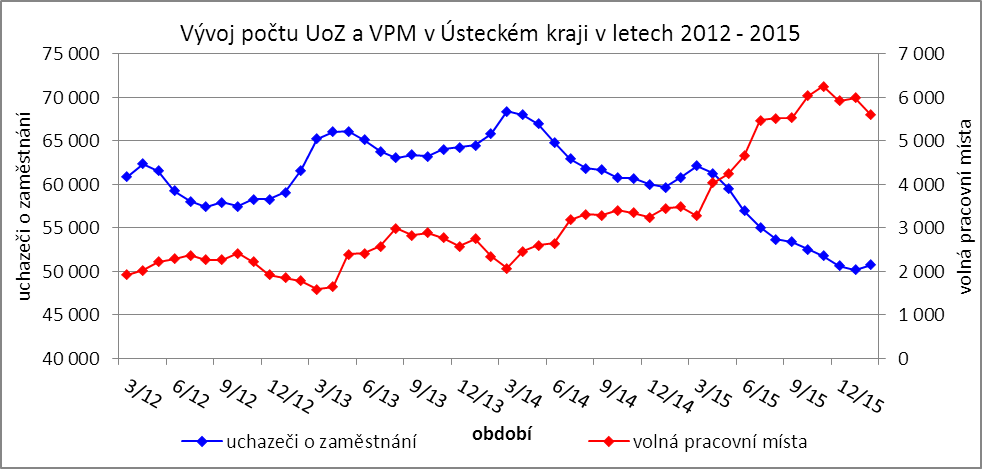 Vývoj počtu UoZ a VPM v Ústeckém kraji v letech 2012 - 2015
uchazeči o zaměstnání
75 000
70 000
65 000
60 000
55 000
50 000
45 000
40 000
7 000
6 000
5 000
4 000
3 000
2 000
1 000
0
volná pracovní místa
3/12 6/12 9/12 12/12 3/13 6/13 9/13 12/13 3/14 6/14 9/14 12/14 3/15 6/15 9/15 12/15
období
uchazeči o zaměstnání volná pracovní místa